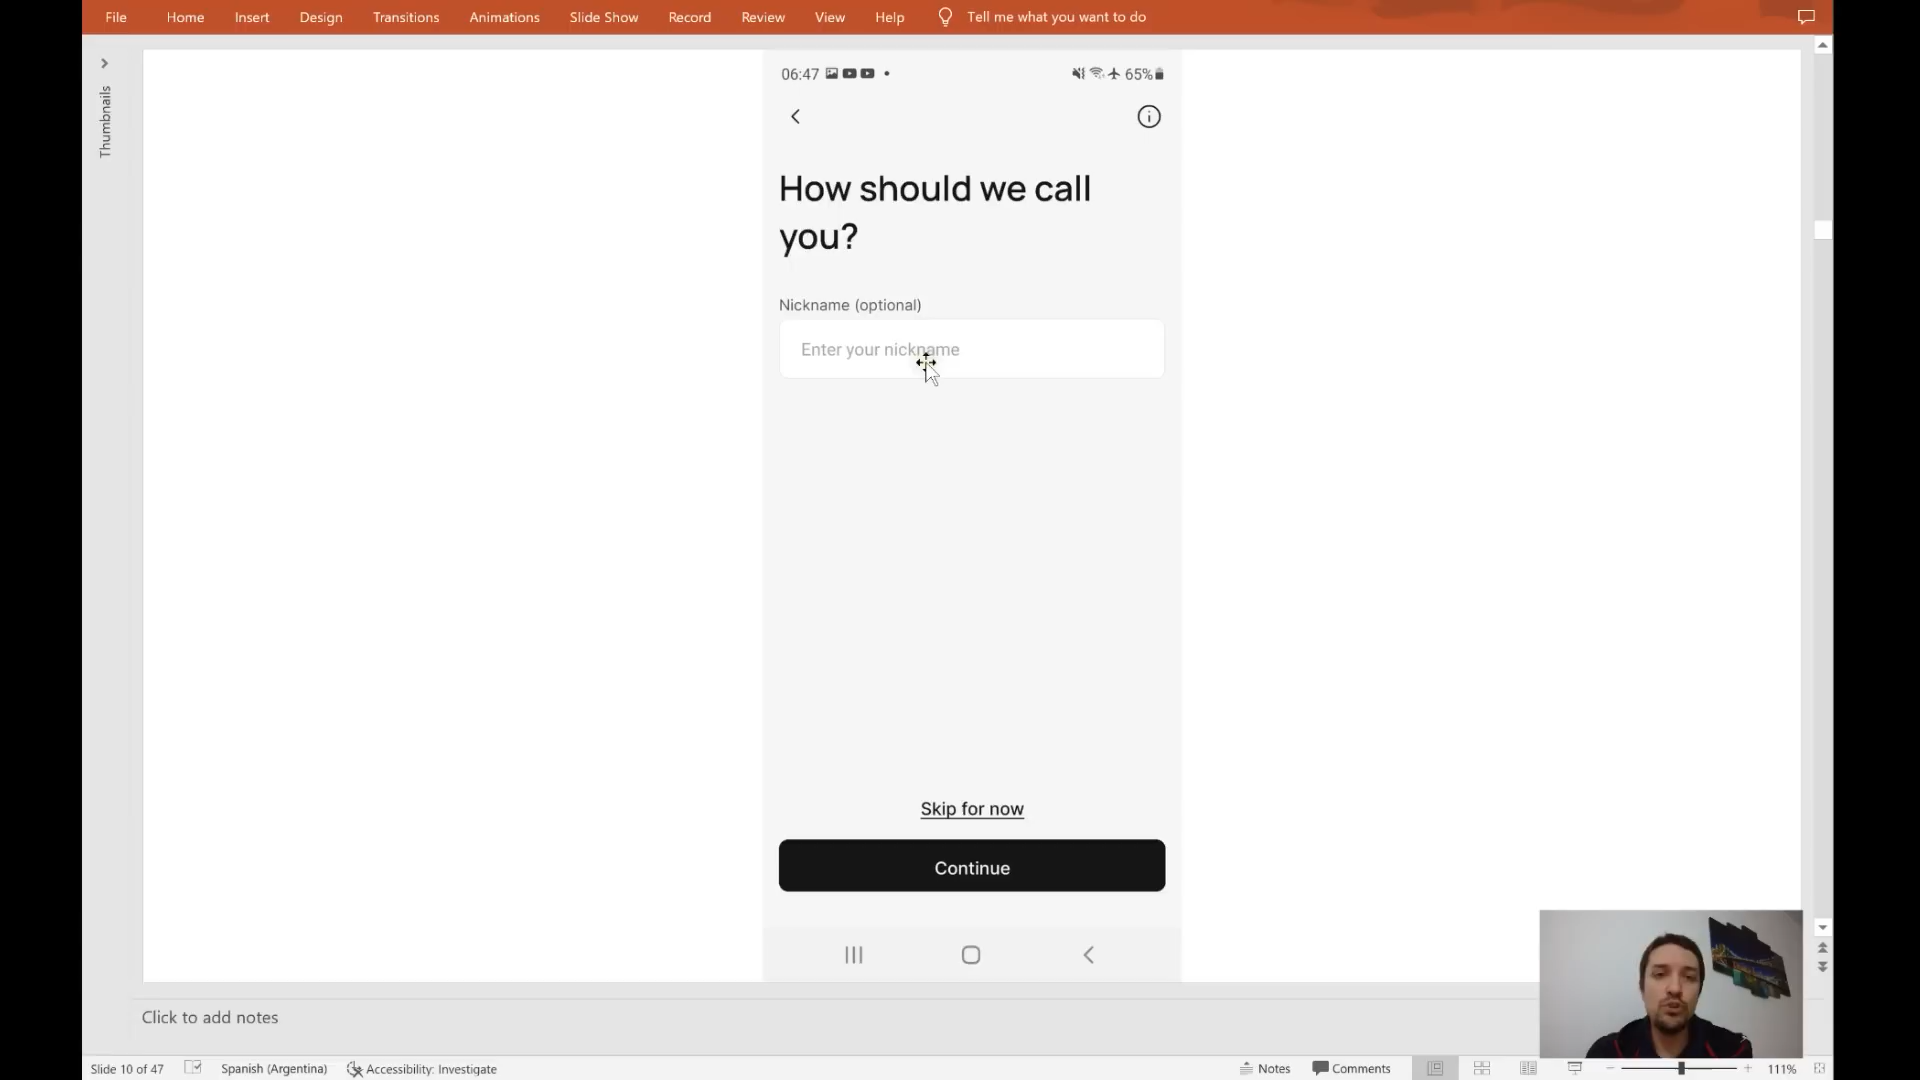 File Home Insert Design Transitions Animations Slide Show Record Review View Help Tell me what you want to do
Thumbnails
06:47 65%
How should we call
you?
Nickname (optional)
Enter your nickname
Skip for now
Continue
Click to add notes
Slide 10 of 47 Spanish (Argentina) Accessibility: Investigate Notes Comments 111%